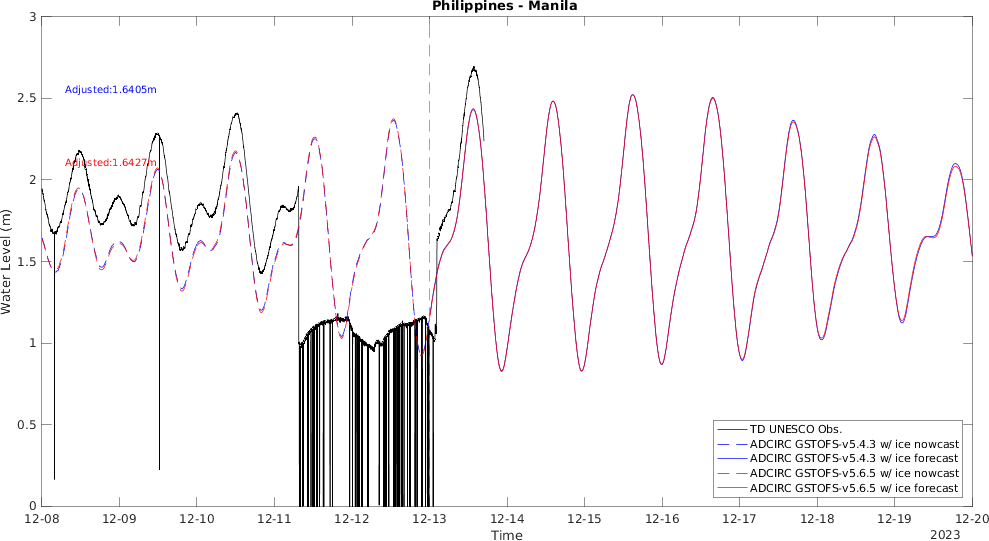 Philippines - Manila
3
2.5
2
1.5
1
0.5
0
Water Level (m)
Adjusted:1.6405m
Adjusted:1.6427m
TD UNESCO Obs.
ADCIRC GSTOFS-v5.4.3 w/ ice nowcast
ADCIRC GSTOFS-v5.4.3 w/ ice forecast
ADCIRC GSTOFS-v5.6.5 w/ ice nowcast
ADCIRC GSTOFS-v5.6.5 w/ ice forecast
12-08 12-09 12-10 12-11 12-12 12-13 12-14 12-15 12-16 12-17 12-18 12-19 12-20
Time
2023